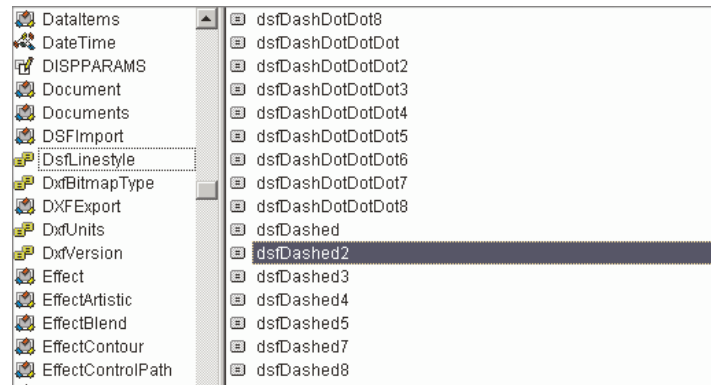 DataItems
DateTime
DISPPARAMS
Document
Documents
DSFImport
DsfLinestyle
DxfBitmapType
DXFExport
DxfUnits
DxfVersion
Effect
EffectArtistic
EffectBlend
EffectContour
EffectControlPath
dsfDashDotDot8
dsfDashDotDotDot
dsfDashDotDotDot2
dsfDashDotDotDot3
dsfDashDotDotDot4
dsfDashDotDotDot5
dsfDashDotDotDot6
dsfDashDotDotDot7
dsfDashDotDotDot8
dsfDashed
dsfDashed2
dsfDashed3
dsfDashed4
dsfDashed5
dsfDashed7
dsfDashed8